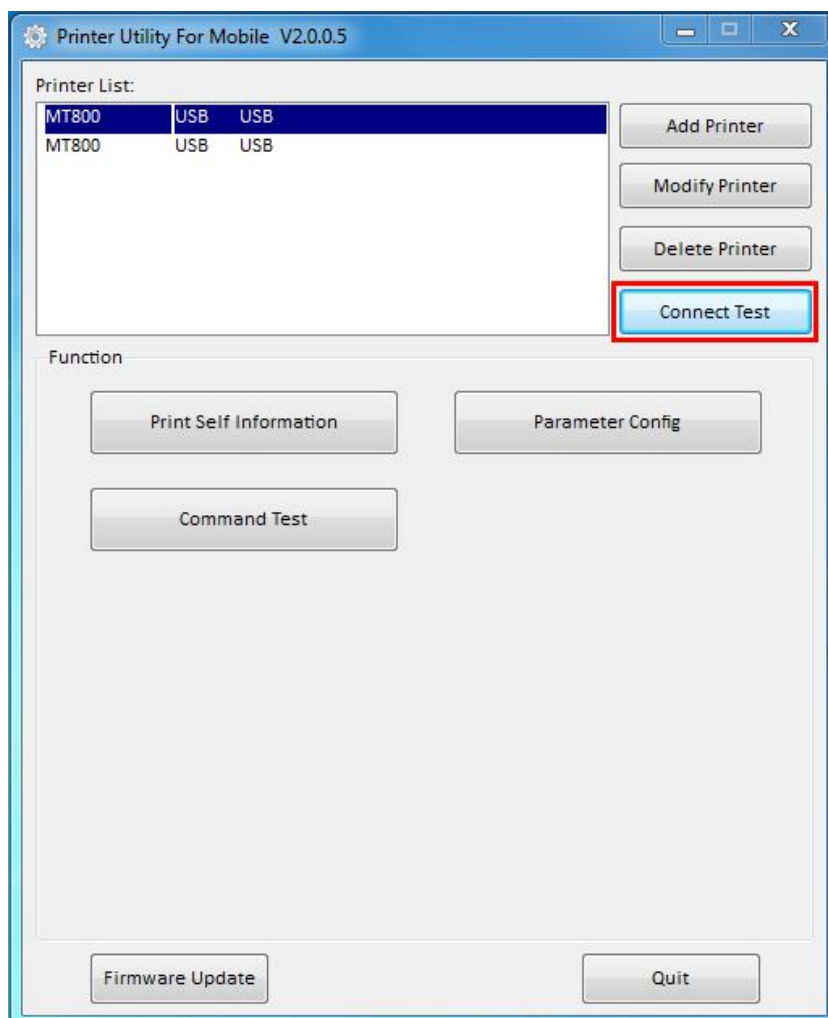 Printer Utility For Mobile V2.0.0.5
Printer List:
MT800 USB USB
MT800 USB USB
Add Printer
Modify Printer
Delete Printer
Connect Test
Function
Print Self Information
Parameter Config
Command Test
Firmware Update
Quit